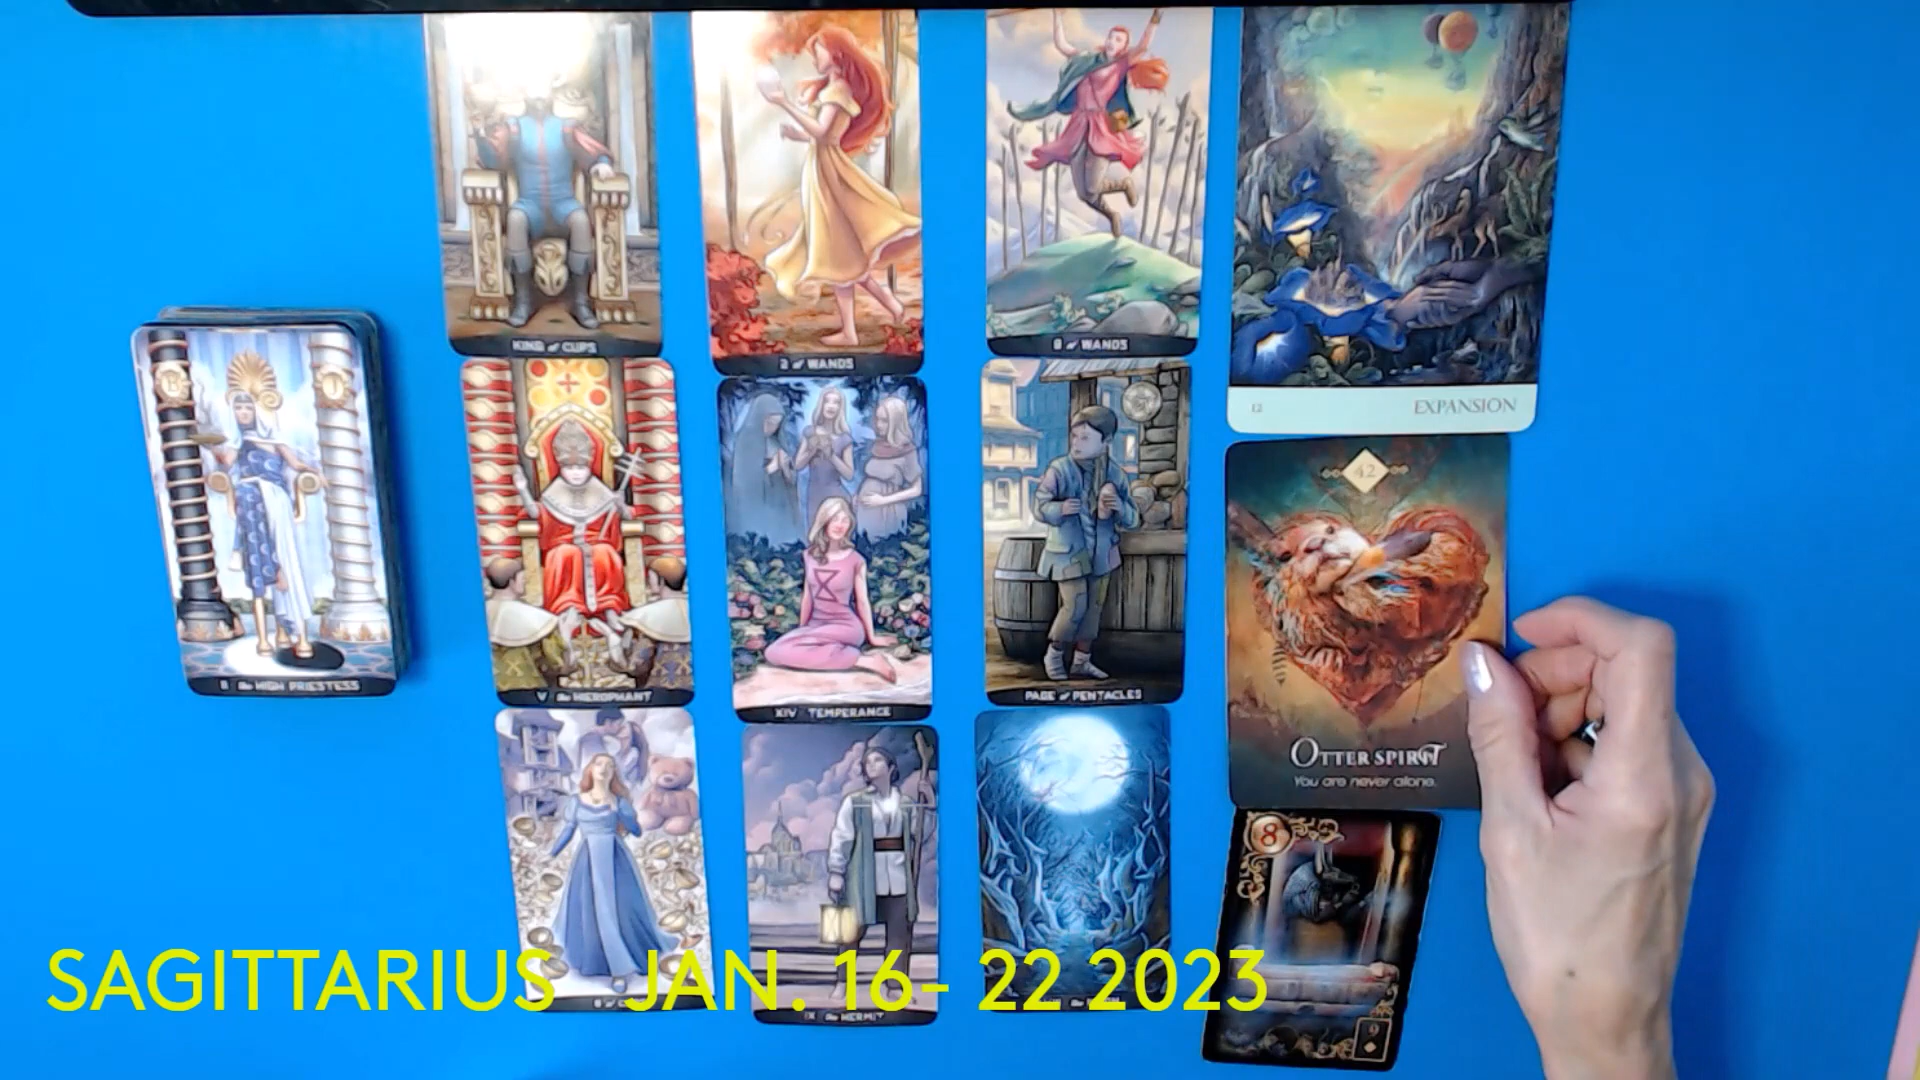 KING of CUPS
2 of WANDS
8 of WANDS
12 EXPANSION
B J
II the HIGH PRIESTESS
V the HIEROPHANT
XIV TEMPERANCE
PAGE of PENTACLES
42
OTTER SPIRIT
You are never alone.
8
9
IX the HERMIT
SAGITTARIUS JAN. 16- 22 2023